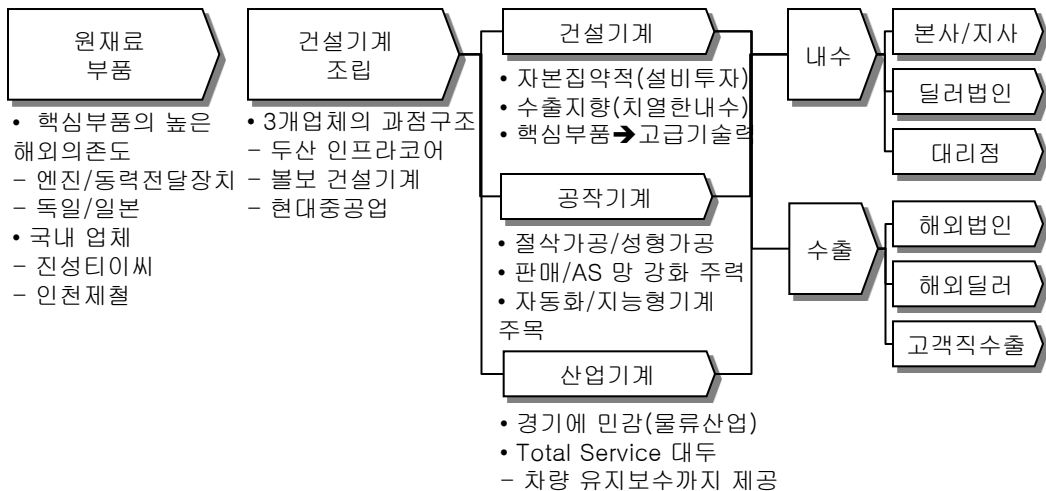 원재료
부품
• 핵심부품의 높은
해외의존도
– 엔진/동력전달장치
– 독일/일본
• 국내 업체
– 진성티이씨
– 인천제철
건설기계
조립
• 3개업체의 과점구조
– 두산 인프라코어
– 볼보 건설기계
– 현대중공업
건설기계
• 자본집약적(설비투자)
• 수출지향(치열한내수)
• 핵심부품➔고급기술력
공작기계
• 절삭가공/성형가공
• 판매/AS 망 강화 주력
• 자동화/지능형기계
주목
산업기계
• 경기에 민감(물류산업)
• Total Service 대두
– 차량 유지보수까지 제공
내수
본사/지사
딜러법인
대리점
수출
해외법인
해외딜러
고객직수출